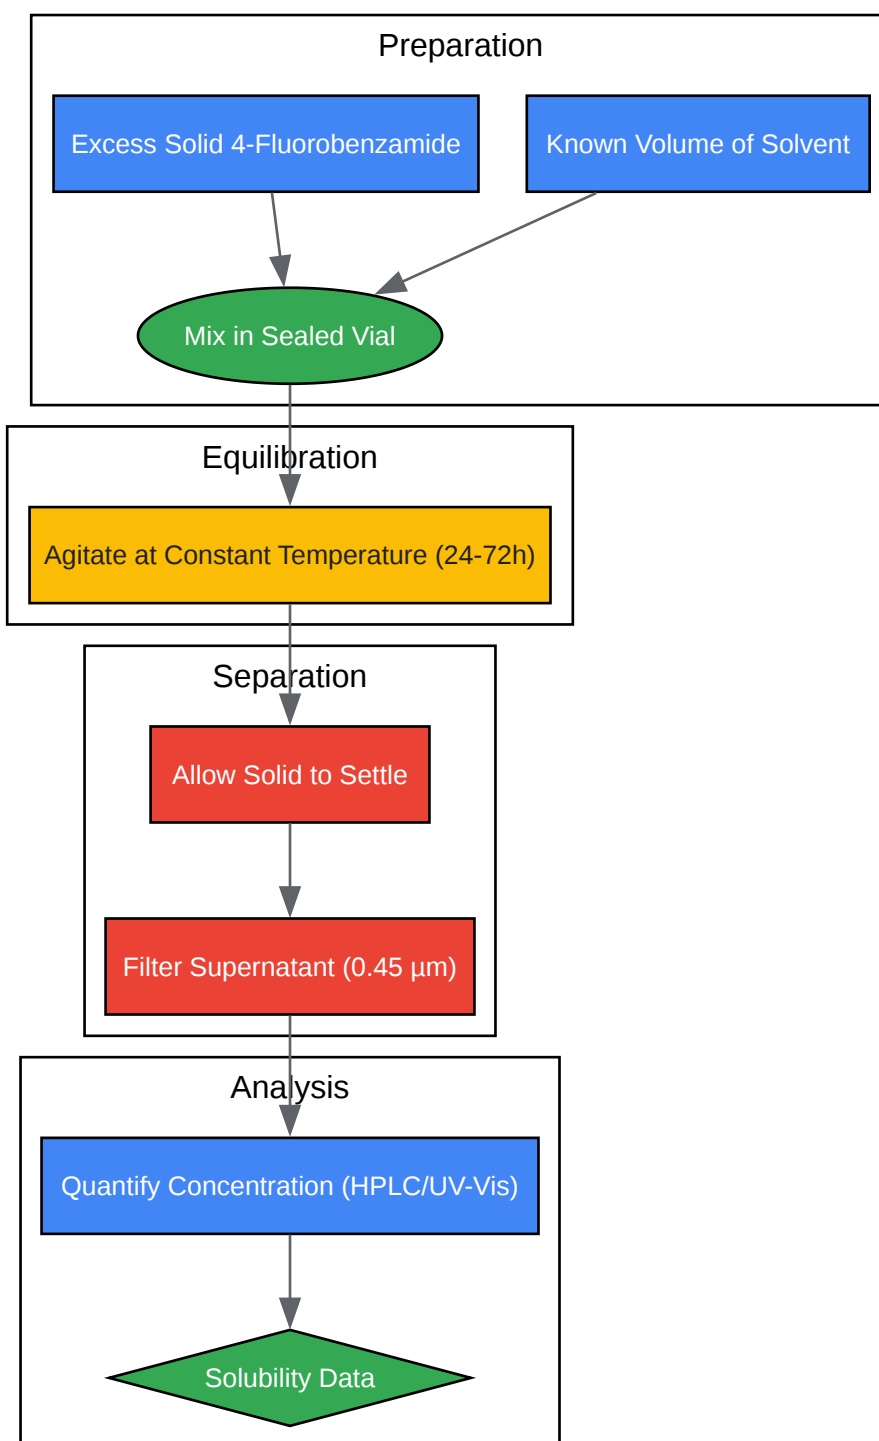 Preparation
Excess Solid 4-Fluorobenzamide
Known Volume of Solvent
Mix in Sealed Vial
Equilibration
Agitate at Constant Temperature (24-72h)
Separation
Allow Solid to Settle
Filter Supernatant (0.45 µm)
Analysis
Quantify Concentration (HPLC/UV-Vis)
Solubility Data